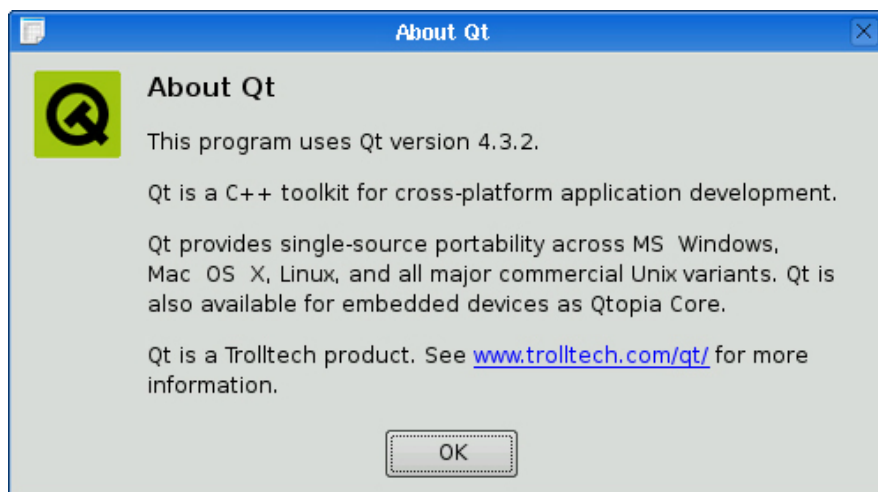 About Qt
About Qt
This program uses Qt version 4.3.2.
Qt is a C++ toolkit for cross-platform application development.
Qt provides single-source portability across MS Windows,
Mac OS X, Linux, and all major commercial Unix variants. Qt is
also available for embedded devices as Qtopia Core.
Qt is a Trolltech product. See www.trolltech.com/qt/ for more
information.
OK